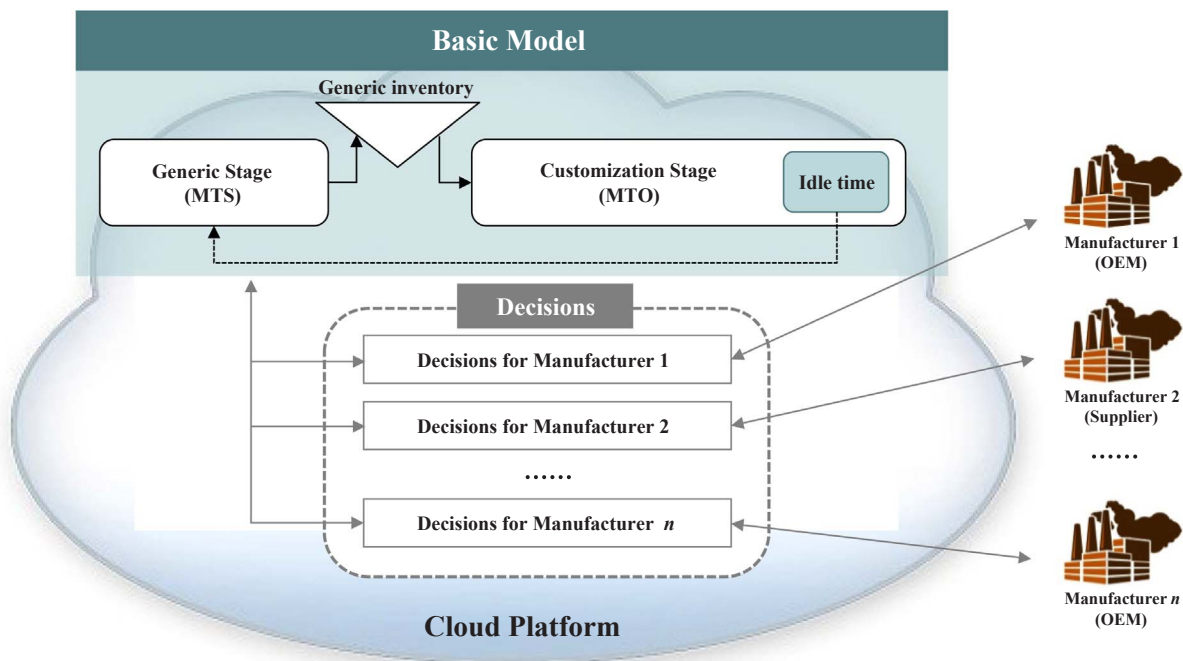 Basic Model
Generic inventory
Generic Stage
(MTS)
Customization Stage
(MTO)
Idle time
Decisions
Decisions for Manufacturer 1
Decisions for Manufacturer 2
……
Decisions for Manufacturer n
Cloud Platform
Manufacturer 1
(OEM)
Manufacturer 2
(Supplier)
……
Manufacturer n
(OEM)